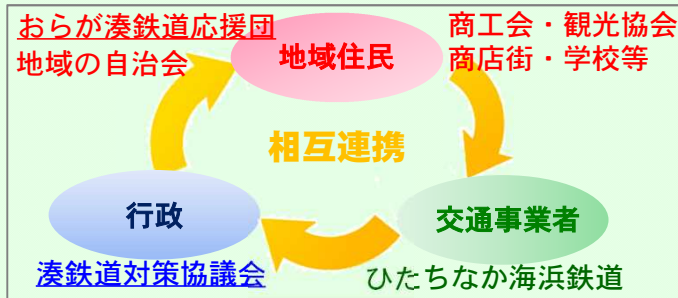 おらが湊鉄道応援団
地域の自治会
地域住民
商工会・観光協会
商店街・学校等
相互連携
行政
湊鉄道対策協議会
交通事業者
ひたちなか海浜鉄道